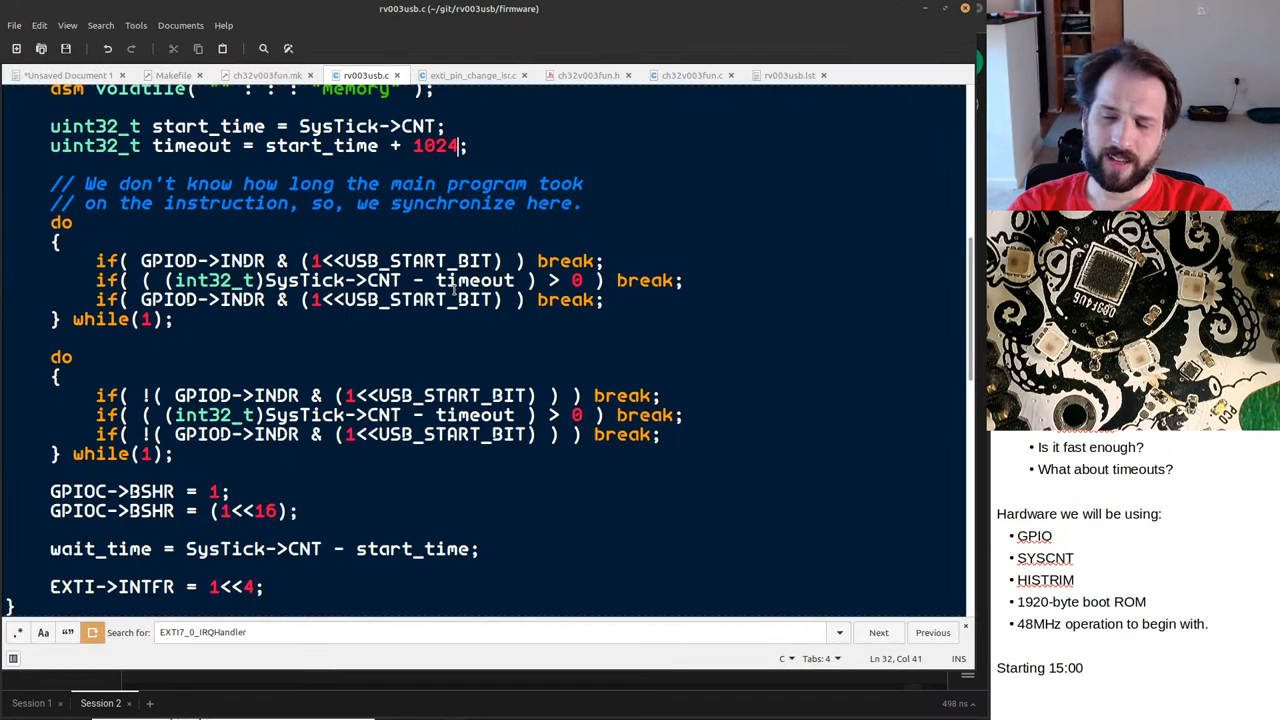 rv003usb.c (~/git/rv003usb/firmware)
File Edit View Search Tools Documents Help
*Unsaved Document 1 Makefile ch32v003fun.mk rv003usb.c exti_pin_change_isr.c ch32v003fun.h ch32v003fun.c rv003usb.lst
asm volatile( "" : : : "memory" );
uint32_t start_time = SysTick->CNT;
uint32_t timeout = start_time + 1024;
// We don't know how long the main program took
// on the instruction, so, we synchronize here.
do
{
if( GPIOD->INDR & (1<<USB_START_BIT) ) break;
if( ( (int32_t)SysTick->CNT - timeout ) > 0 ) break;
if( GPIOD->INDR & (1<<USB_START_BIT) ) break;
} while(1);
do
{
if( !( GPIOD->INDR & (1<<USB_START_BIT) ) ) break;
if( ( (int32_t)SysTick->CNT - timeout ) > 0 ) break;
if( !( GPIOD->INDR & (1<<USB_START_BIT) ) ) break;
} while(1);
GPIOC->BSHR = 1;
GPIOC->BSHR = (1<<16);
wait_time = SysTick->CNT - start_time;
EXTI->INTFR = 1<<4;
}
.* Aa Search for: EXTI7_0_IRQHandler Next Previous
C Tabs: 4 Ln 32, Col 41 INS
Session 1 Session 2 498 ns
• Is it fast enough?
• What about timeouts?
Hardware we will be using:
• GPIO
• SYSCNT
• HISTRIM
• 1920-byte boot ROM
• 48MHz operation to begin with.
Starting 15:00